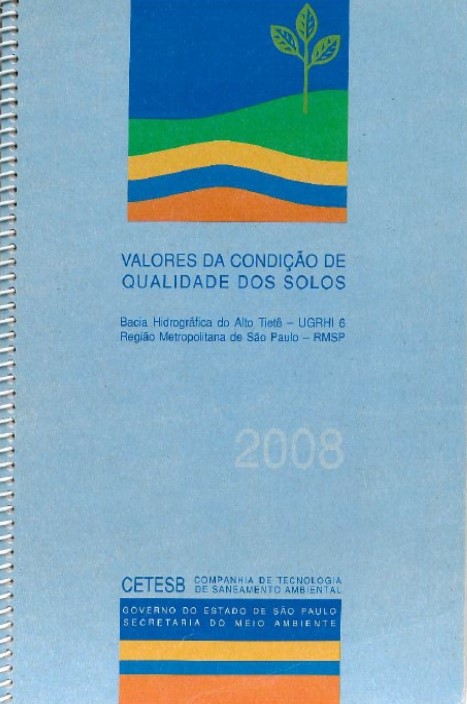 VALORES DA CONDIÇÃO DE
QUALIDADE DOS SOLOS
Bacia Hidrográfica do Alto Tietê – UGRHI 6
Região Metropolitana de São Paulo – RMSP
2008
CETESB COMPANHIA DE TECNOLOGIA
DE SANEAMENTO AMBIENTAL
GOVERNO DO ESTADO DE SÃO PAULO
SECRETARIA DO MEIO AMBIENTE